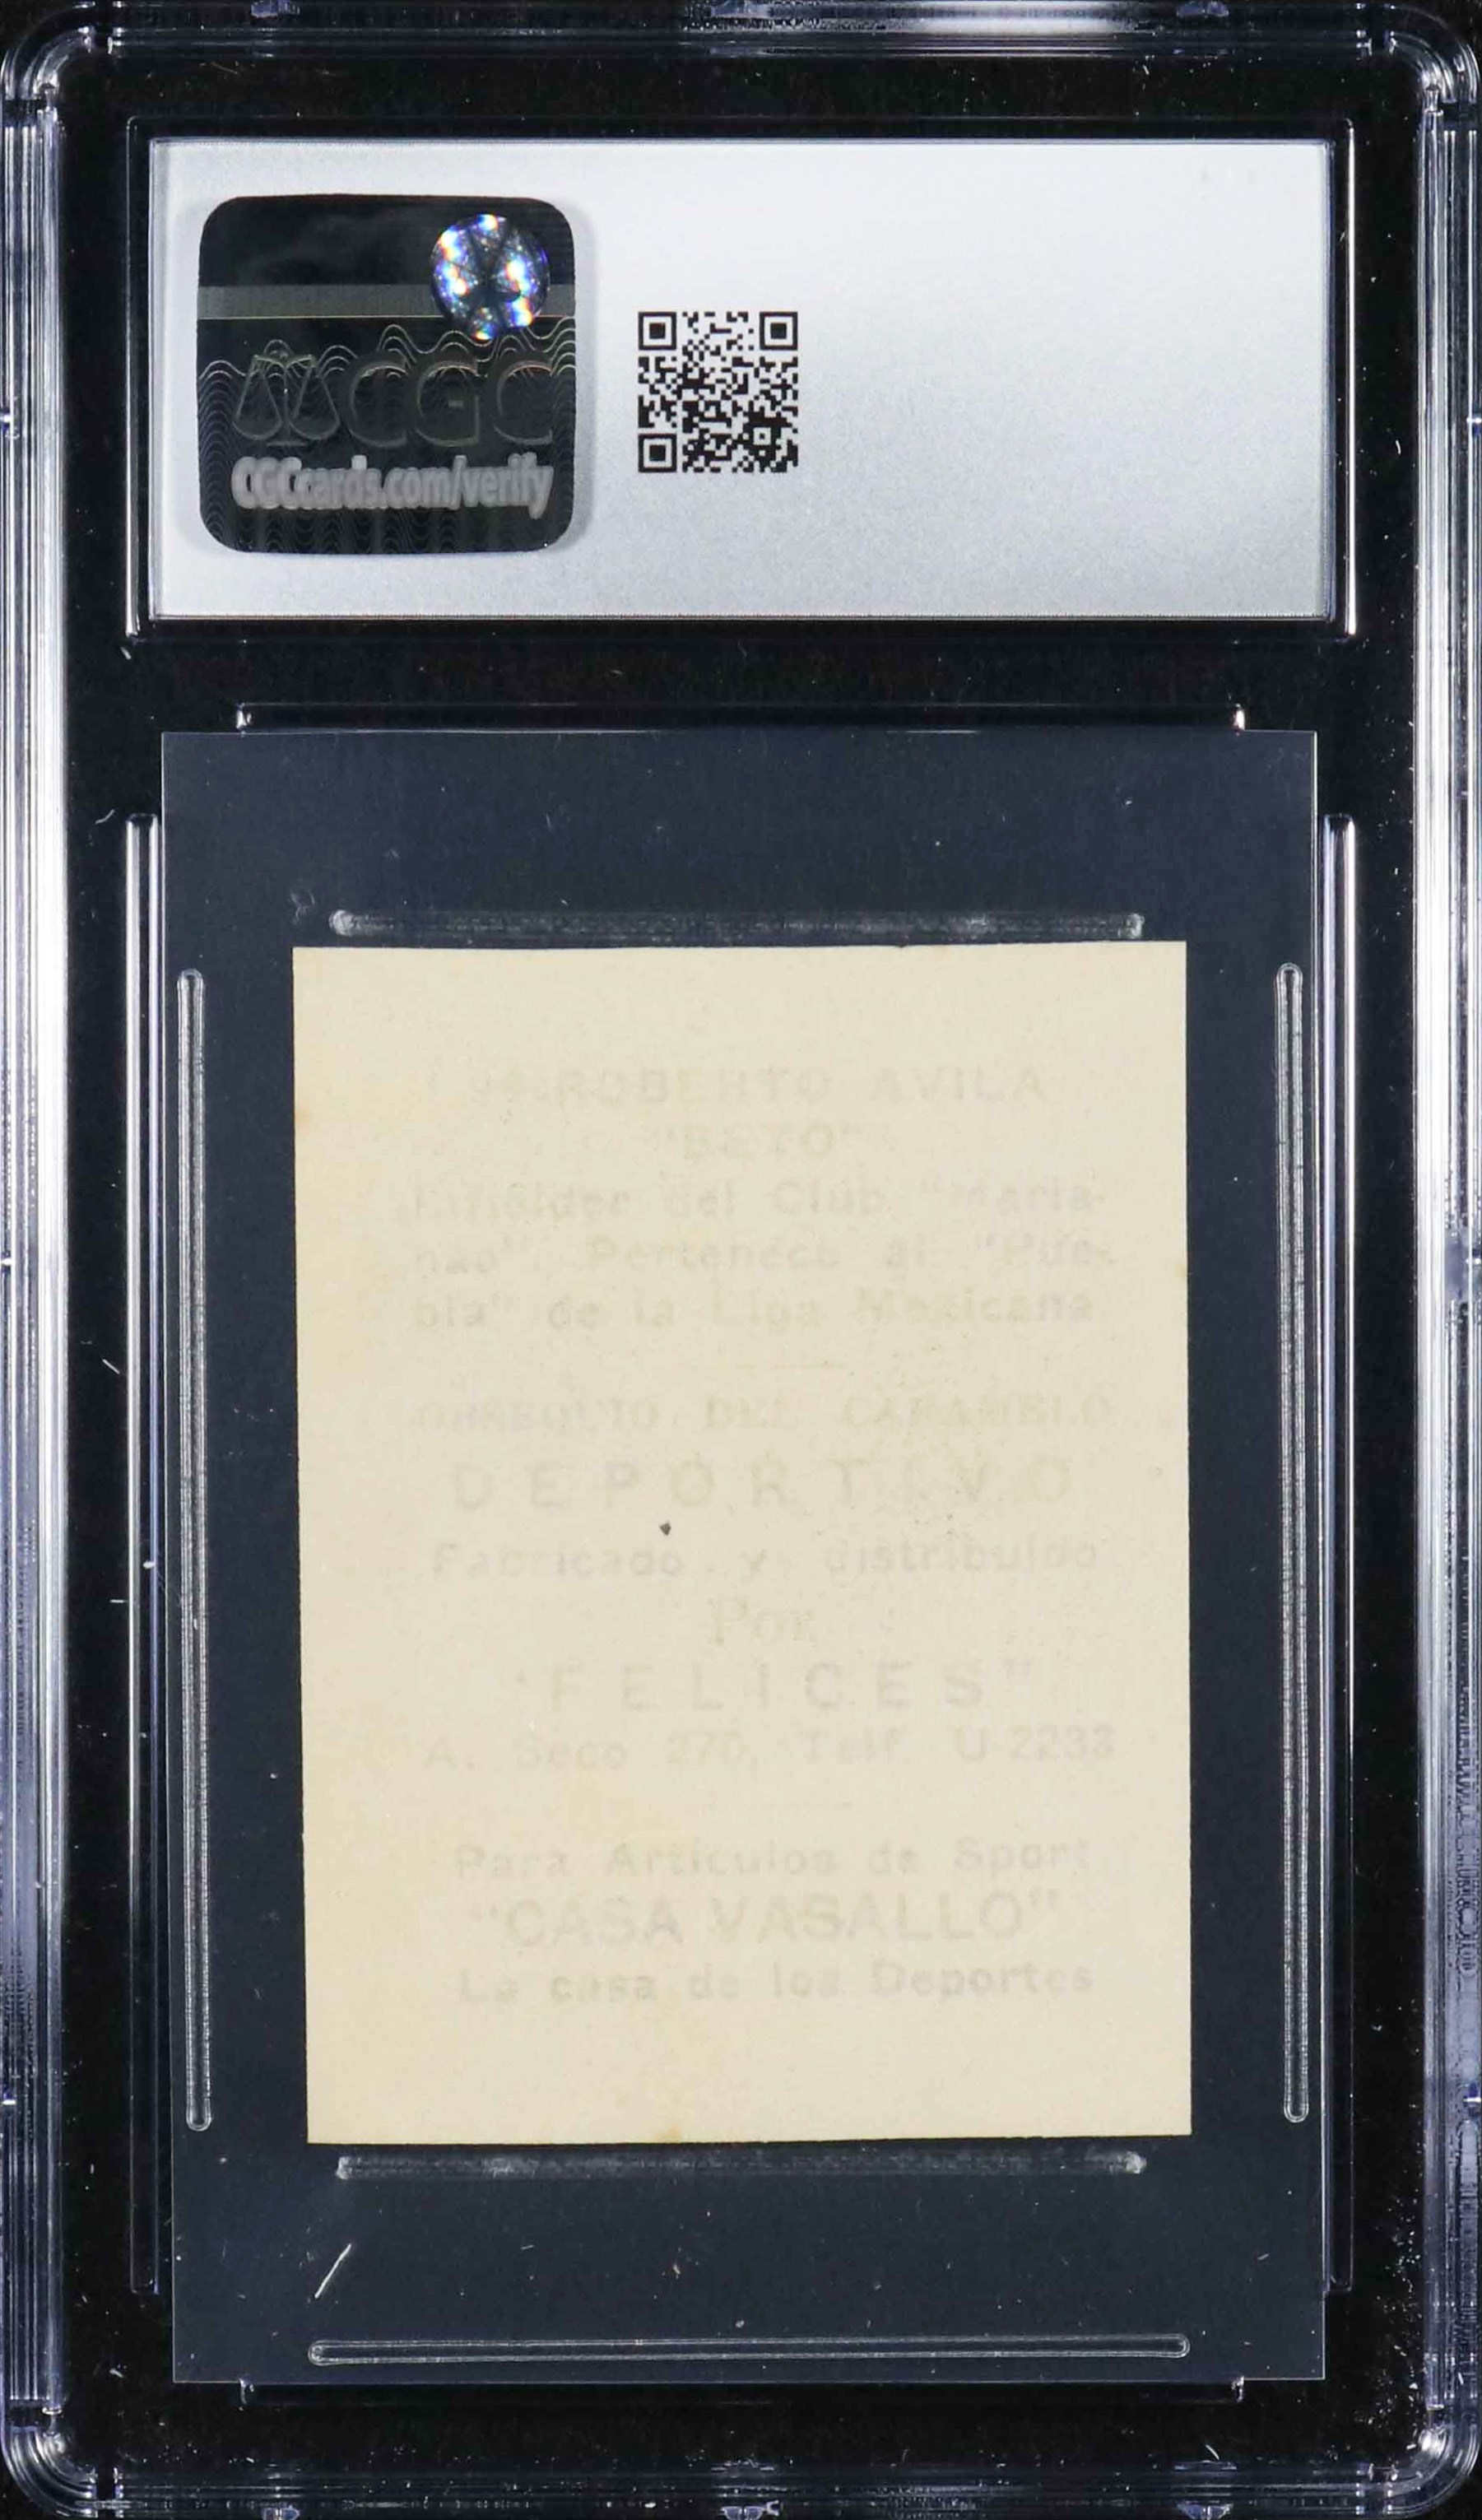 CGC
CGCcards.com/verify
ROBERTO AVILA
"BETO"
Infielder del Club "Maria-
nao". Pertenece al "Pue-
bla" de la Liga Mexicana
OBSEQUIO DEL CARAMELO
DEPORTIVO
Fabricado y distribuido
Por
"FELICES"
A. Seco 270, Telf. U-2233
Para Articulos de Sport
"CASA VASALLO"
La casa de los Deportes